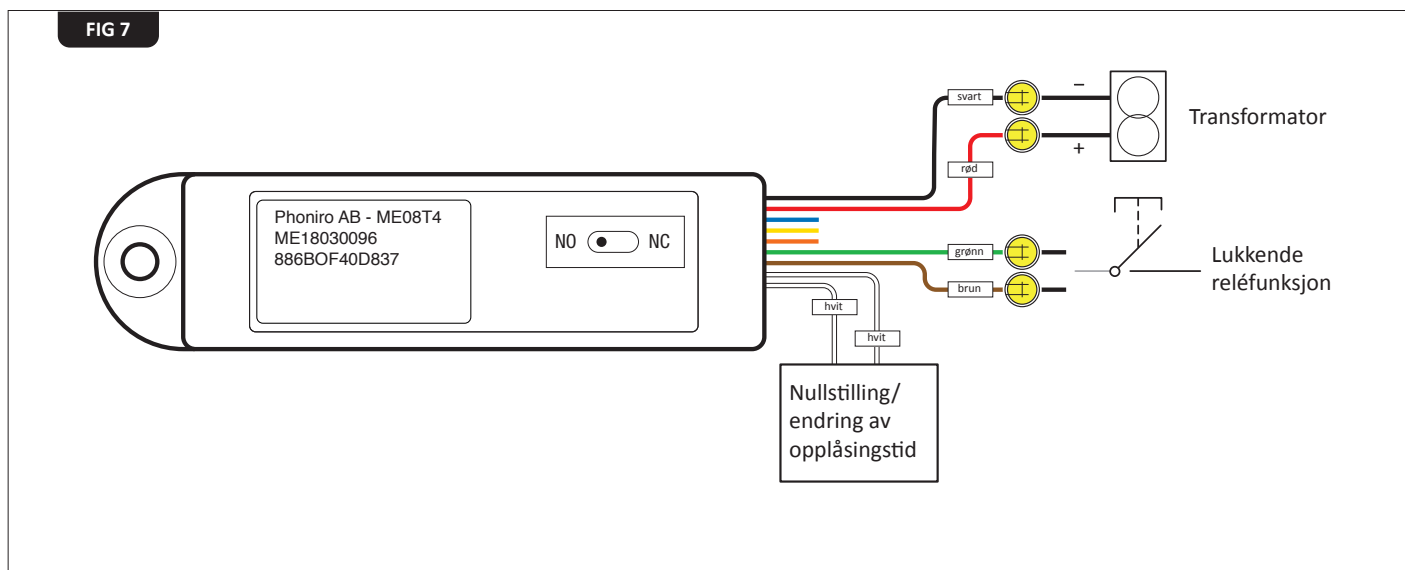 FIG 7
svart
−
Transformator
+
rød
Phoniro AB - ME08T4
ME18030096
886BOF40D837
NO
NC
grønn
Lukkende
reléfunksjon
brun
hvit
hvit
Nullstilling/
endring av
opplåsingstid